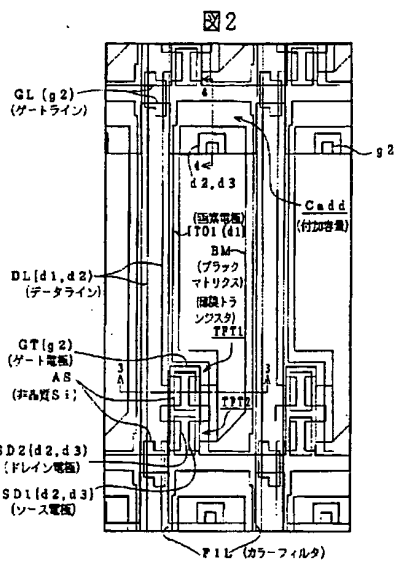 図2
GL(g2)
(ゲートライン)
4
g2
4
d2,d3
Cadd
(付加容量)
(画素電極)
ITO1(d1)
BM
(ブラック
マトリクス)
DL(d1,d2)
(データライン)
(薄膜トラ
ンジスタ)
TFT1
GT(g2)
(ゲート電極)
3
3
AS
(非晶質Si)
TFT2
SD2(d2,d3)
(ドレイン電極)
SD1(d2,d3)
(ソース電極)
FIL(カラーフィルタ)